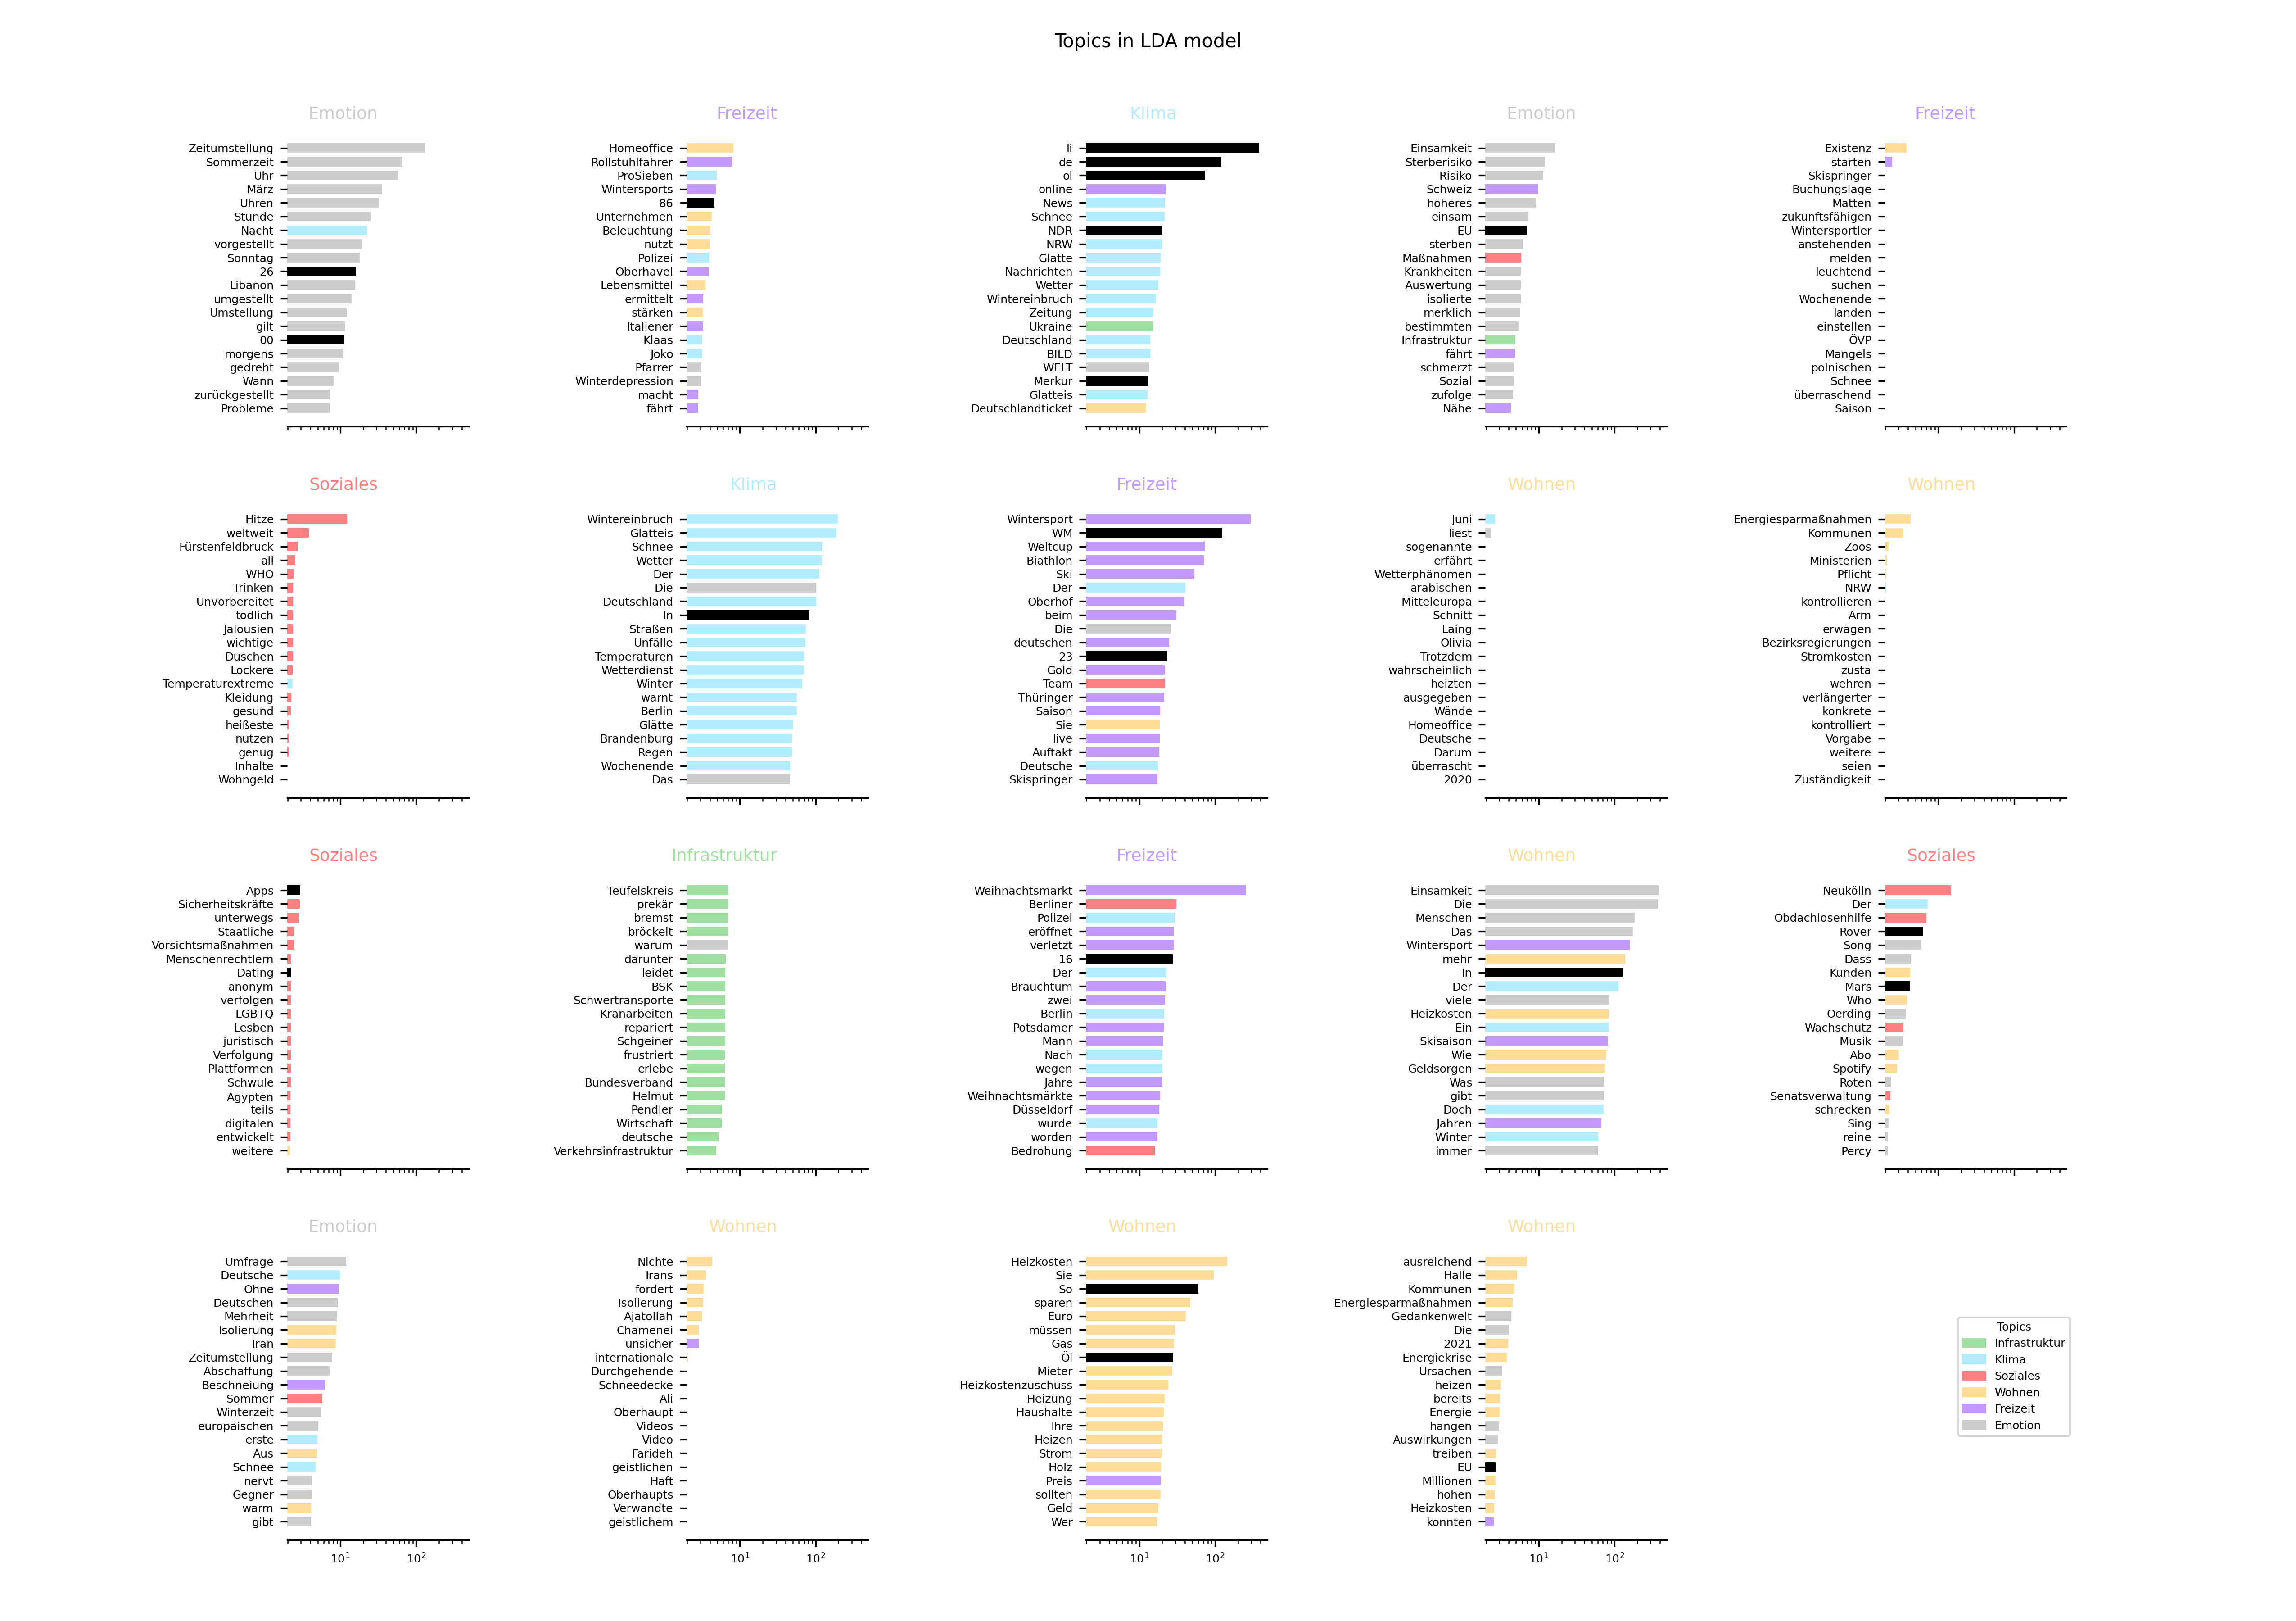 Topics in LDA model
Emotion
Zeitumstellung
Sommerzeit
Uhr
März
Uhren
Stunde
Nacht
vorgestellt
Sonntag
26
Libanon
umgestellt
Umstellung
gilt
00
morgens
gedreht
Wann
zurückgestellt
Probleme
Freizeit
Homeoffice
Rollstuhlfahrer
ProSieben
Wintersports
86
Unternehmen
Beleuchtung
nutzt
Polizei
Oberhavel
Lebensmittel
ermittelt
stärken
Italiener
Klaas
Joko
Pfarrer
Winterdepression
macht
fährt
Klima
li
de
ol
online
News
Schnee
NDR
NRW
Glätte
Nachrichten
Wetter
Wintereinbruch
Zeitung
Ukraine
Deutschland
BILD
WELT
Merkur
Glatteis
Deutschlandticket
Emotion
Einsamkeit
Sterberisiko
Risiko
Schweiz
höheres
einsam
EU
sterben
Maßnahmen
Krankheiten
Auswertung
isolierte
merklich
bestimmten
Infrastruktur
fährt
schmerzt
Sozial
zufolge
Nähe
Freizeit
Existenz
starten
Skispringer
Buchungslage
Matten
zukunftsfähigen
Wintersportler
anstehenden
melden
leuchtend
suchen
Wochenende
landen
einstellen
ÖVP
Mangels
polnischen
Schnee
überraschend
Saison
Soziales
Hitze
weltweit
Fürstenfeldbruck
all
WHO
Trinken
Unvorbereitet
tödlich
Jalousien
wichtige
Duschen
Lockere
Temperaturextreme
Kleidung
gesund
heißeste
nutzen
genug
Inhalte
Wohngeld
Klima
Wintereinbruch
Glatteis
Schnee
Wetter
Der
Die
Deutschland
In
Straßen
Unfälle
Temperaturen
Wetterdienst
Winter
warnt
Berlin
Glätte
Brandenburg
Regen
Wochenende
Das
Freizeit
Wintersport
WM
Weltcup
Biathlon
Ski
Der
Oberhof
beim
Die
deutschen
23
Gold
Team
Thüringer
Saison
Sie
live
Auftakt
Deutsche
Skispringer
Wohnen
Juni
liest
sogenannte
erfährt
Wetterphänomen
arabischen
Mitteleuropa
Schnitt
Laing
Olivia
Trotzdem
wahrscheinlich
heizten
ausgegeben
Wände
Homeoffice
Deutsche
Darum
überrascht
2020
Wohnen
Energiesparmaßnahmen
Kommunen
Zoos
Ministerien
Pflicht
NRW
kontrollieren
Arm
erwägen
Bezirksregierungen
Stromkosten
zustä
wehren
verlängerter
konkrete
kontrolliert
Vorgabe
weitere
seien
Zuständigkeit
Soziales
Apps
Sicherheitskräfte
unterwegs
Staatliche
Vorsichtsmaßnahmen
Menschenrechtlern
Dating
anonym
verfolgen
LGBTQ
Lesben
juristisch
Verfolgung
Plattformen
Schwule
Ägypten
teils
digitalen
entwickelt
weitere
Infrastruktur
Teufelskreis
prekär
bremst
bröckelt
warum
darunter
leidet
BSK
Schwertransporte
Kranarbeiten
repariert
Schgeiner
frustriert
erlebe
Bundesverband
Helmut
Pendler
Wirtschaft
deutsche
Verkehrsinfrastruktur
Freizeit
Weihnachtsmarkt
Berliner
Polizei
eröffnet
verletzt
16
Der
Brauchtum
zwei
Berlin
Potsdamer
Mann
Nach
wegen
Jahre
Weihnachtsmärkte
Düsseldorf
wurde
worden
Bedrohung
Wohnen
Einsamkeit
Die
Menschen
Das
Wintersport
mehr
In
Der
viele
Heizkosten
Ein
Skisaison
Wie
Geldsorgen
Was
gibt
Doch
Jahren
Winter
immer
Soziales
Neukölln
Der
Obdachlosenhilfe
Rover
Song
Dass
Kunden
Mars
Who
Oerding
Wachschutz
Musik
Abo
Spotify
Roten
Senatsverwaltung
schrecken
Sing
reine
Percy
Emotion
Umfrage
Deutsche
Ohne
Deutschen
Mehrheit
Isolierung
Iran
Zeitumstellung
Abschaffung
Beschneiung
Sommer
Winterzeit
europäischen
erste
Aus
Schnee
nervt
Gegner
warm
gibt
10¹ 10²
Wohnen
Nichte
Irans
fordert
Isolierung
Ajatollah
Chamenei
unsicher
internationale
Durchgehende
Schneedecke
Ali
Oberhaupt
Videos
Video
Farideh
geistlichen
Haft
Oberhaupts
Verwandte
geistlichem
10¹ 10²
Wohnen
Heizkosten
Sie
So
sparen
Euro
müssen
Gas
Öl
Mieter
Heizkostenzuschuss
Heizung
Haushalte
Ihre
Heizen
Strom
Holz
Preis
sollten
Geld
Wer
10¹ 10²
Wohnen
ausreichend
Halle
Kommunen
Energiesparmaßnahmen
Gedankenwelt
Die
2021
Energiekrise
Ursachen
heizen
bereits
Energie
hängen
Auswirkungen
treiben
EU
Millionen
hohen
Heizkosten
konnten
10¹ 10²
Topics
Infrastruktur
Klima
Soziales
Wohnen
Freizeit
Emotion